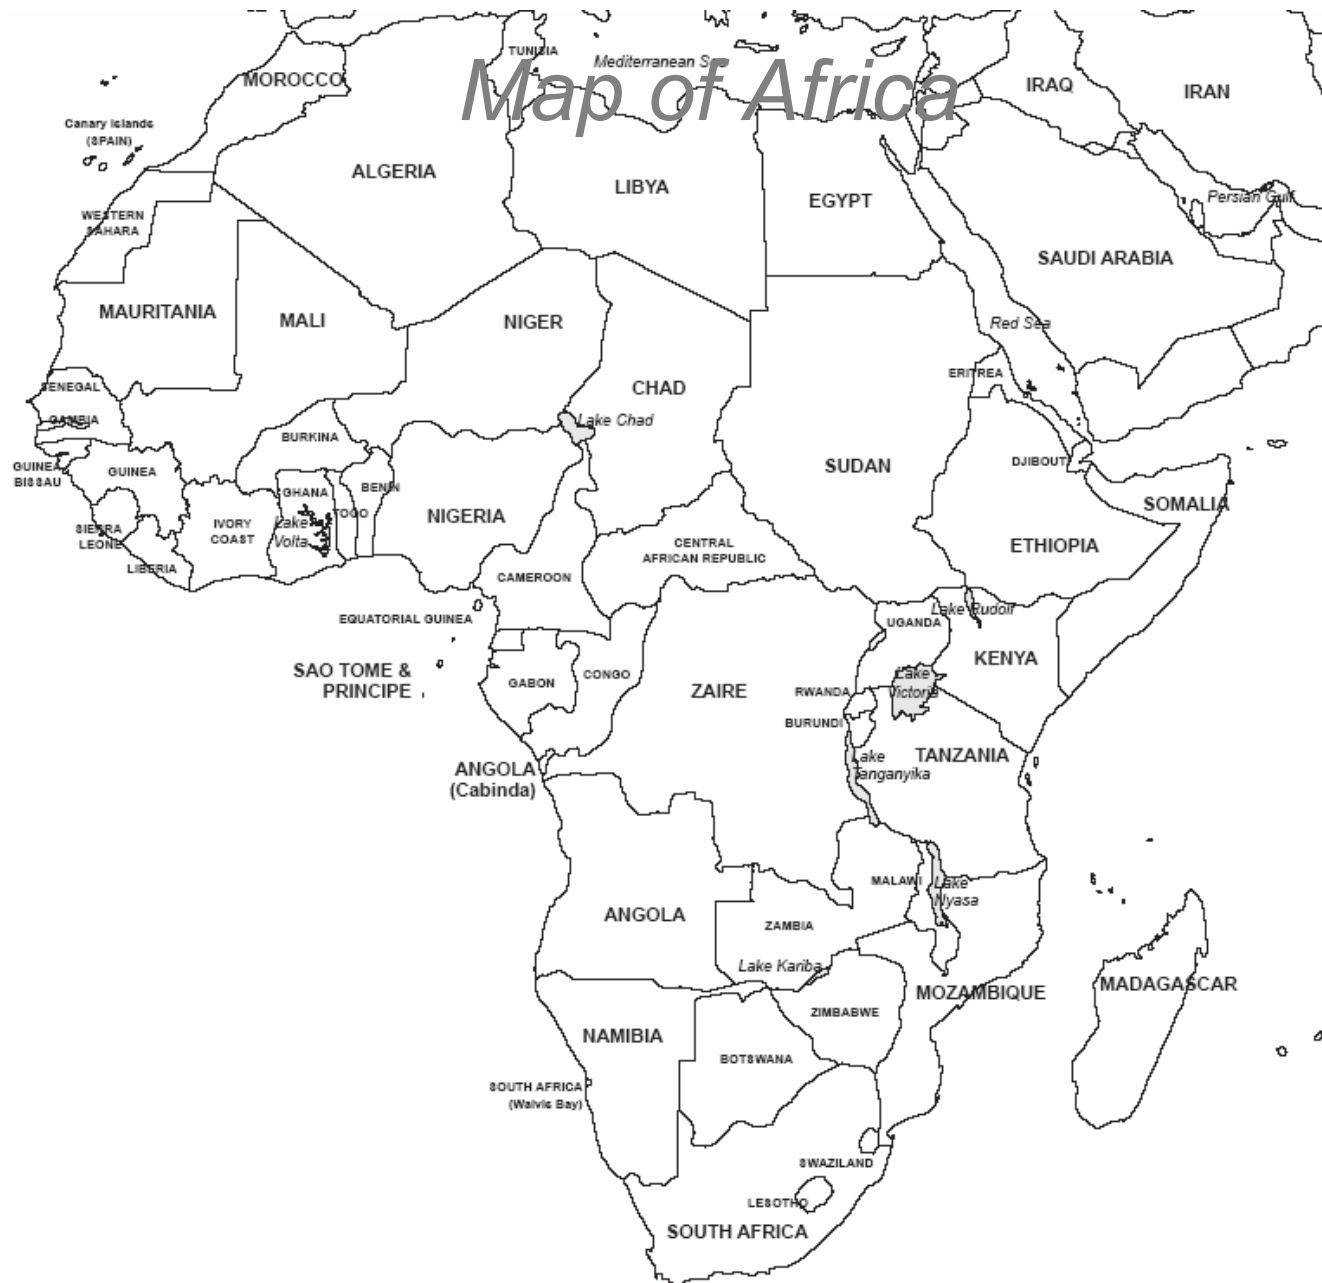 TUNISIA
Mediterranean Sea
Map of Africa
MOROCCO
IRAQ
IRAN
Canary Islands
(SPAIN)
ALGERIA
LIBYA
EGYPT
Persian Gulf
WESTERN
SAHARA
SAUDI ARABIA
MAURITANIA
MALI
NIGER
Red Sea
ERITREA
SENEGAL
CHAD
GAMBIA
Lake Chad
BURKINA
GUINEA
BISSAU
GUINEA
SUDAN
DJIBOUTI
GHANA
BENIN
SOMALIA
TOGO
NIGERIA
IVORY
COAST
Lake
Volta
SIERRA
LEONE
LIBERIA
CENTRAL
AFRICAN REPUBLIC
ETHIOPIA
CAMEROON
EQUATORIAL GUINEA
Lake Rudolf
UGANDA
KENYA
SAO TOME &
PRINCIPE
GABON
CONGO
ZAIRE
Lake
Victoria
RWANDA
BURUNDI
TANZANIA
Lake
Tanganyika
ANGOLA
(Cabinda)
MALAWI
Lake
Nyasa
ANGOLA
ZAMBIA
Lake Kariba
MOZAMBIQUE
MADAGASCAR
ZIMBABWE
NAMIBIA
BOTSWANA
SOUTH AFRICA
(Walvis Bay)
SWAZILAND
LESOTHO
SOUTH AFRICA